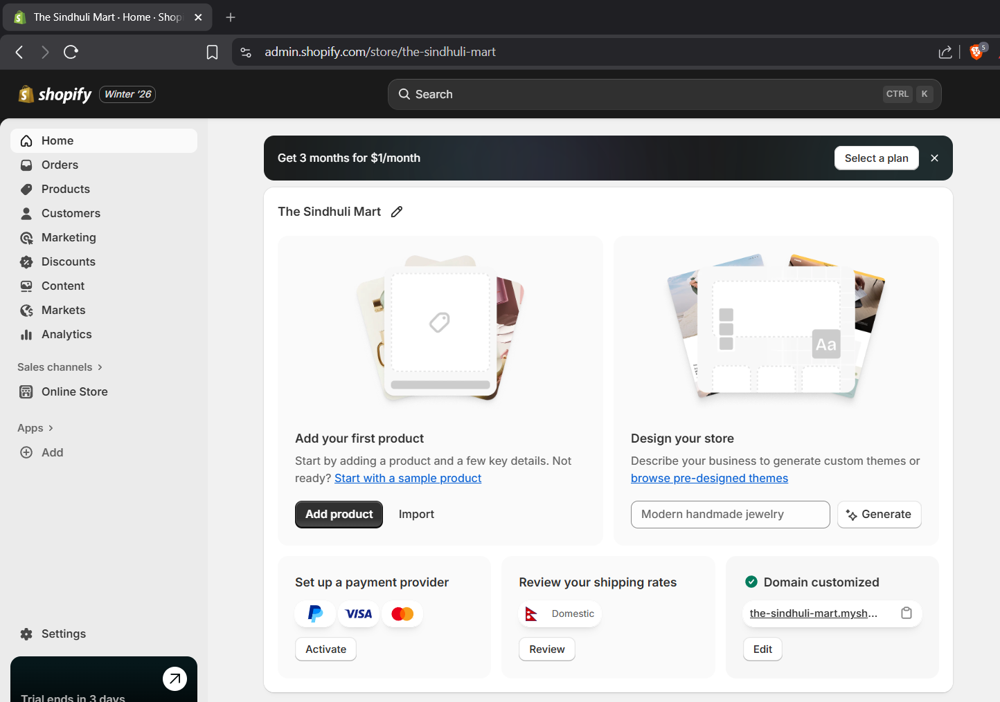 The Sindhuli Mart · Home · Shop
admin.shopify.com/store/the-sindhuli-mart
5
shopify
Winter '26
Search
CTRL K
Home
Orders
Products
Customers
Marketing
Discounts
Content
Markets
Analytics
Sales channels
Online Store
Apps
Add
Settings
Trial ends in 3 days
Get 3 months for $1/month
Select a plan
The Sindhuli Mart
Aa
Add your first product
Start by adding a product and a few key details. Not
ready? Start with a sample product
Add product
Import
Design your store
Describe your business to generate custom themes or
browse pre-designed themes
Modern handmade jewelry
Generate
Set up a payment provider
VISA
Activate
Review your shipping rates
Domestic
Review
Domain customized
the-sindhuli-mart.mysh...
Edit